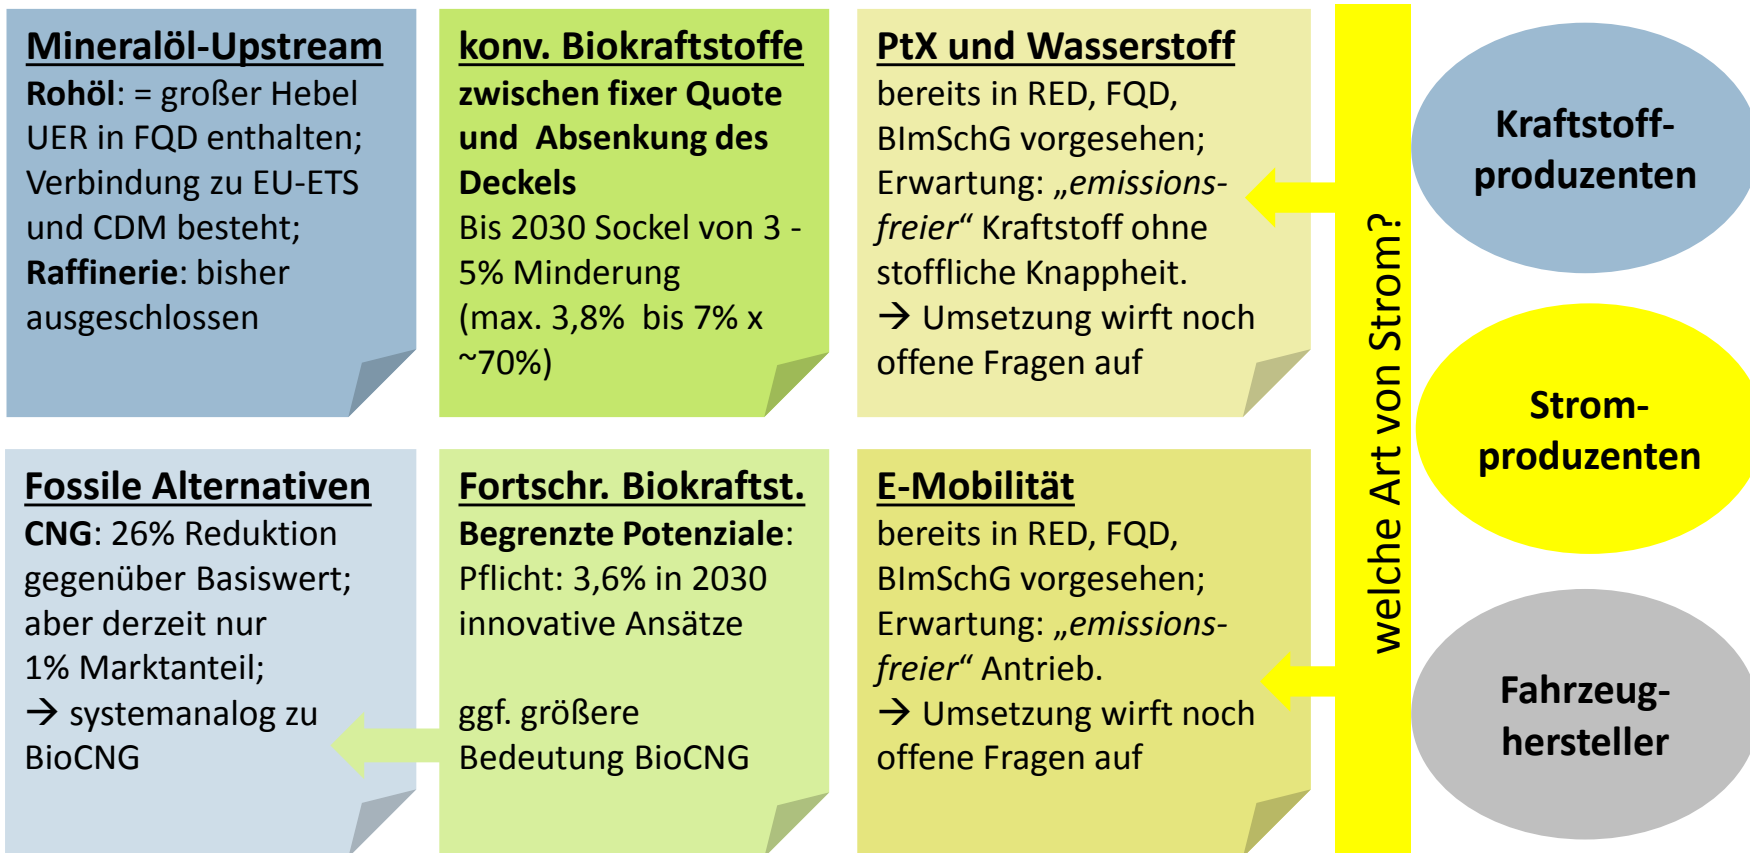 Mineralöl-Upstream
Rohöl: = großer Hebel
UER in FQD enthalten;
Verbindung zu EU-ETS
und CDM besteht;
Raffinerie: bisher
ausgeschlossen
konv. Biokraftstoffe
zwischen fixer Quote
und Absenkung des
Deckels
Bis 2030 Sockel von 3 -
5% Minderung
(max. 3,8% bis 7% x
~70%)
PtX und Wasserstoff
bereits in RED, FQD,
BImSchG vorgesehen;
Erwartung: „emissions-
freier“ Kraftstoff ohne
stoffliche Knappheit.
→ Umsetzung wirft noch
offene Fragen auf
Fossile Alternativen
CNG: 26% Reduktion
gegenüber Basiswert;
aber derzeit nur
1% Marktanteil;
→ systemanalog zu
BioCNG
Fortschr. Biokraftst.
Begrenzte Potenziale:
Pflicht: 3,6% in 2030
innovative Ansätze
ggf. größere
Bedeutung BioCNG
E-Mobilität
bereits in RED, FQD,
BImSchG vorgesehen;
Erwartung: „emissions-
freier“ Antrieb.
→ Umsetzung wirft noch
offene Fragen auf
welche Art von Strom?
Kraftstoff-
produzenten
Strom-
produzenten
Fahrzeug-
hersteller